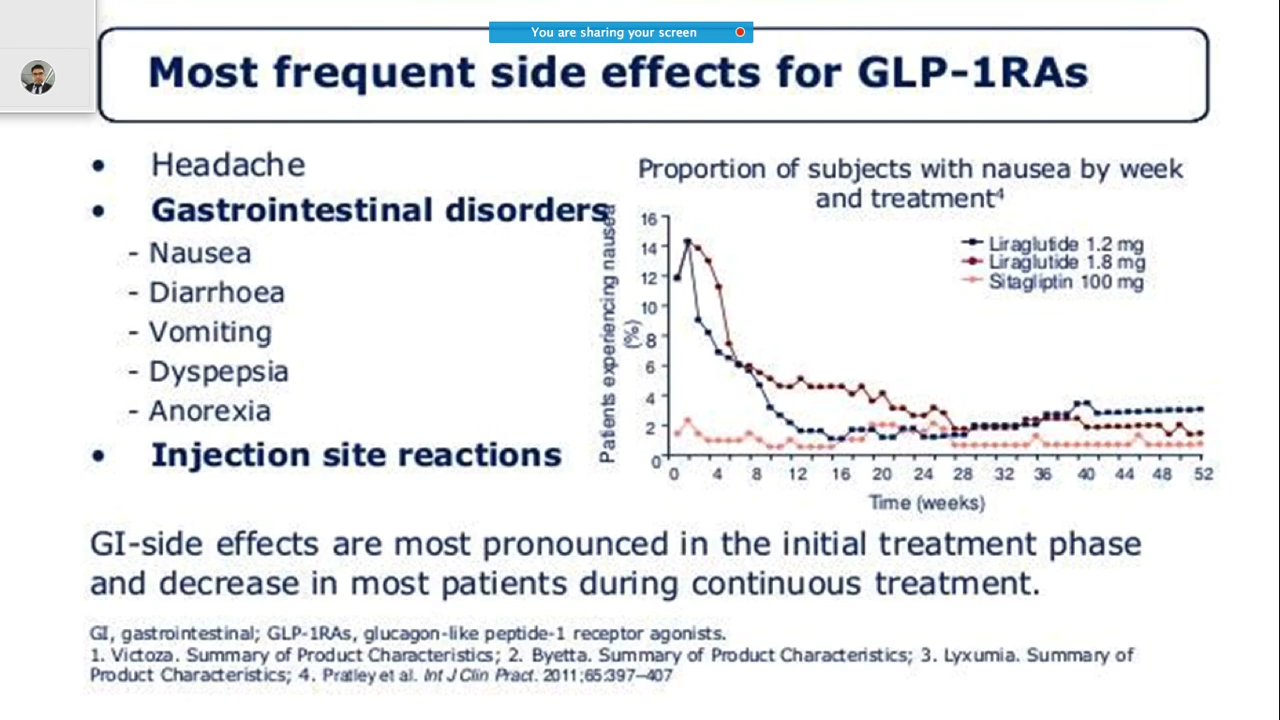 You are sharing your screen
Most frequent side effects for GLP-1RAs
• Headache
• Gastrointestinal disorders
- Nausea
- Diarrhoea
- Vomiting
- Dyspepsia
- Anorexia
• Injection site reactions
Proportion of subjects with nausea by week
and treatment⁴
Patients experiencing nausea
(%)
16
14
12
10
8
6
4
2
0
Liraglutide 1.2 mg
Liraglutide 1.8 mg
Sitagliptin 100 mg
0 4 8 12 16 20 24 28 32 36 40 44 48 52
Time (weeks)
GI-side effects are most pronounced in the initial treatment phase
and decrease in most patients during continuous treatment.
GI, gastrointestinal; GLP-1RAs, glucagon-like peptide-1 receptor agonists.
1. Victoza. Summary of Product Characteristics; 2. Byetta. Summary of Product Characteristics; 3. Lyxumia. Summary of
Product Characteristics; 4. Pratley et al. Int J Clin Pract. 2011;65:397–407